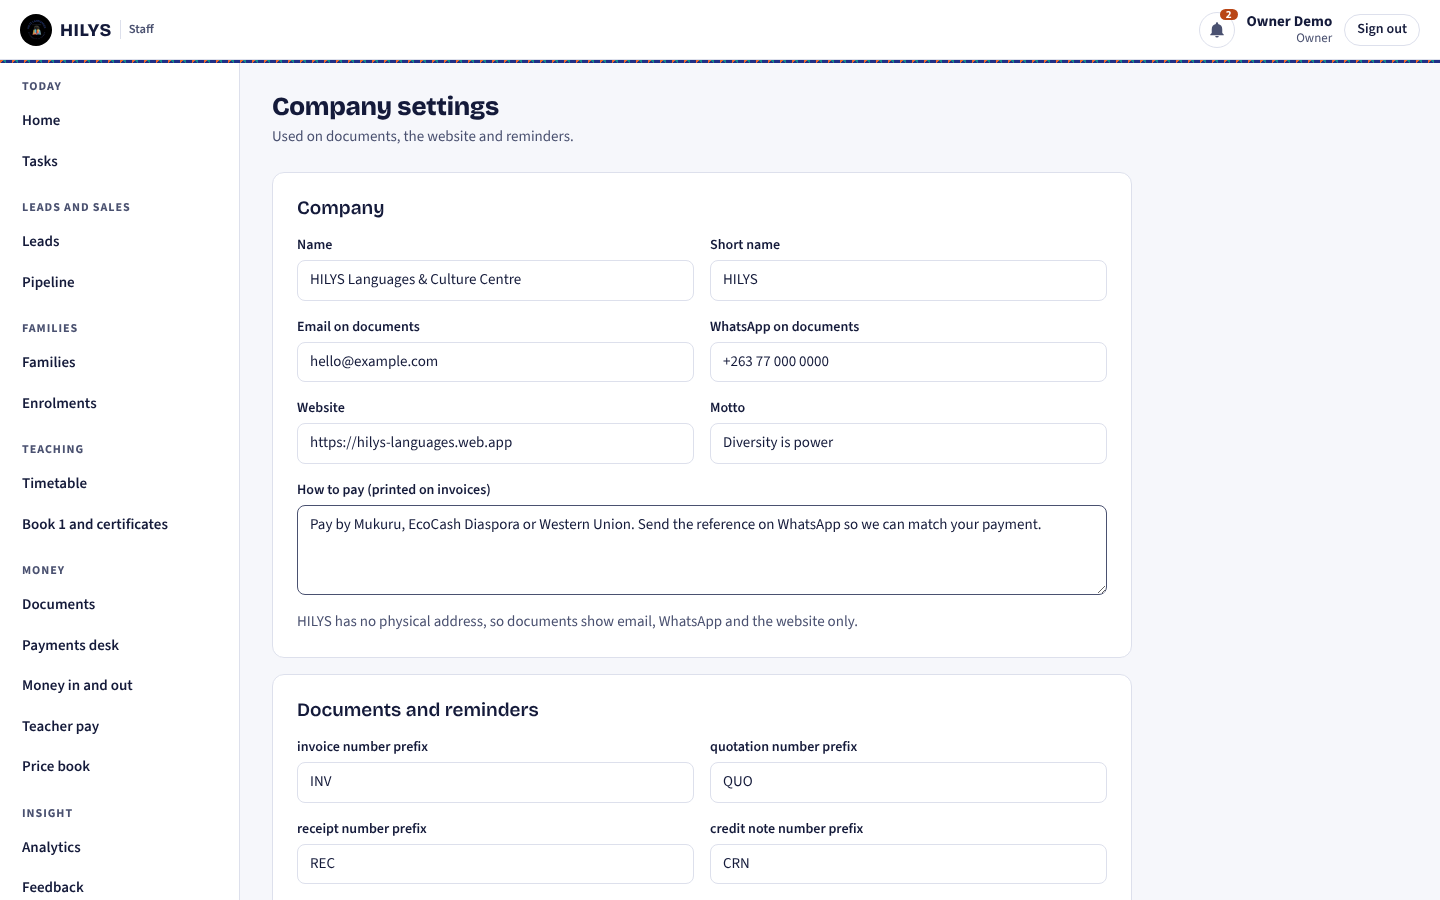 HILYS
Staff
2
Owner Demo
Owner
Sign out
TODAY
Home
Tasks
LEADS AND SALES
Leads
Pipeline
FAMILIES
Families
Enrolments
TEACHING
Timetable
Book 1 and certificates
MONEY
Documents
Payments desk
Money in and out
Teacher pay
Price book
INSIGHT
Analytics
Feedback
Company settings
Used on documents, the website and reminders.
Company
Name
Short name
HILYS Languages & Culture Centre
HILYS
Email on documents
WhatsApp on documents
hello@example.com
+263 77 000 0000
Website
Motto
https://hilys-languages.web.app
Diversity is power
How to pay (printed on invoices)
Pay by Mukuru, EcoCash Diaspora or Western Union. Send the reference on WhatsApp so we can match your payment.
HILYS has no physical address, so documents show email, WhatsApp and the website only.
Documents and reminders
invoice number prefix
quotation number prefix
INV
QUO
receipt number prefix
credit note number prefix
REC
CRN